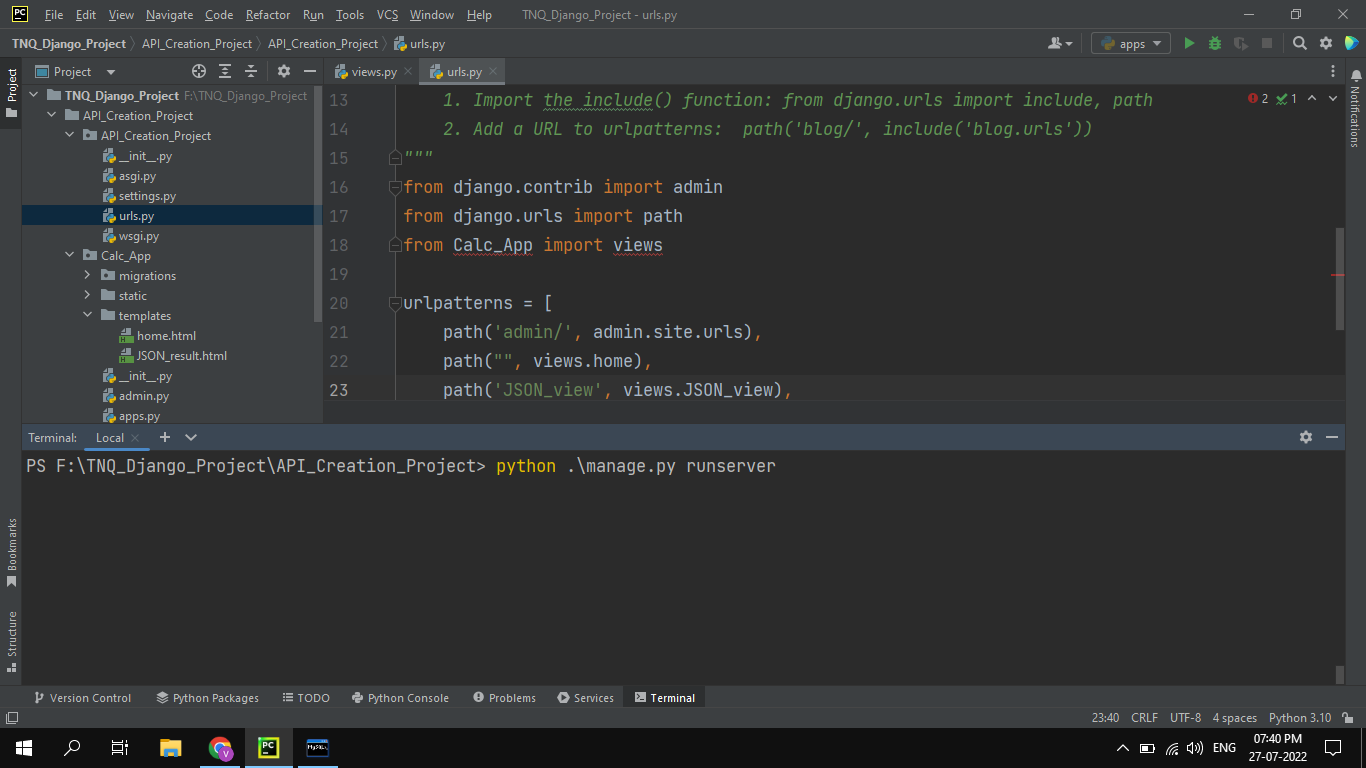 PC File Edit View Navigate Code Refactor Run Tools VCS Window Help TNQ_Django_Project - urls.py
TNQ_Django_Project API_Creation_Project API_Creation_Project urls.py apps
Project
Project
TNQ_Django_Project F:\TNQ_Django_Project
API_Creation_Project
API_Creation_Project
__init__.py
asgi.py
settings.py
urls.py
wsgi.py
Calc_App
migrations
static
templates
home.html
JSON_result.html
__init__.py
admin.py
apps.py
views.py urls.py
2 1
13 1. Import the include() function: from django.urls import include, path
14 2. Add a URL to urlpatterns:  path('blog/', include('blog.urls'))
15 """
16 from django.contrib import admin
17 from django.urls import path
18 from Calc_App import views
19
20 urlpatterns = [
21 path('admin/', admin.site.urls),
22 path("", views.home),
23 path('JSON_view', views.JSON_view),
Notifications
Terminal: Local
PS F:\TNQ_Django_Project\API_Creation_Project> python .\manage.py runserver
Bookmarks
Structure
Version Control Python Packages TODO Python Console Problems Services Terminal
23:40 CRLF UTF-8 4 spaces Python 3.10
V PC MySQL ENG 07:40 PM
27-07-2022